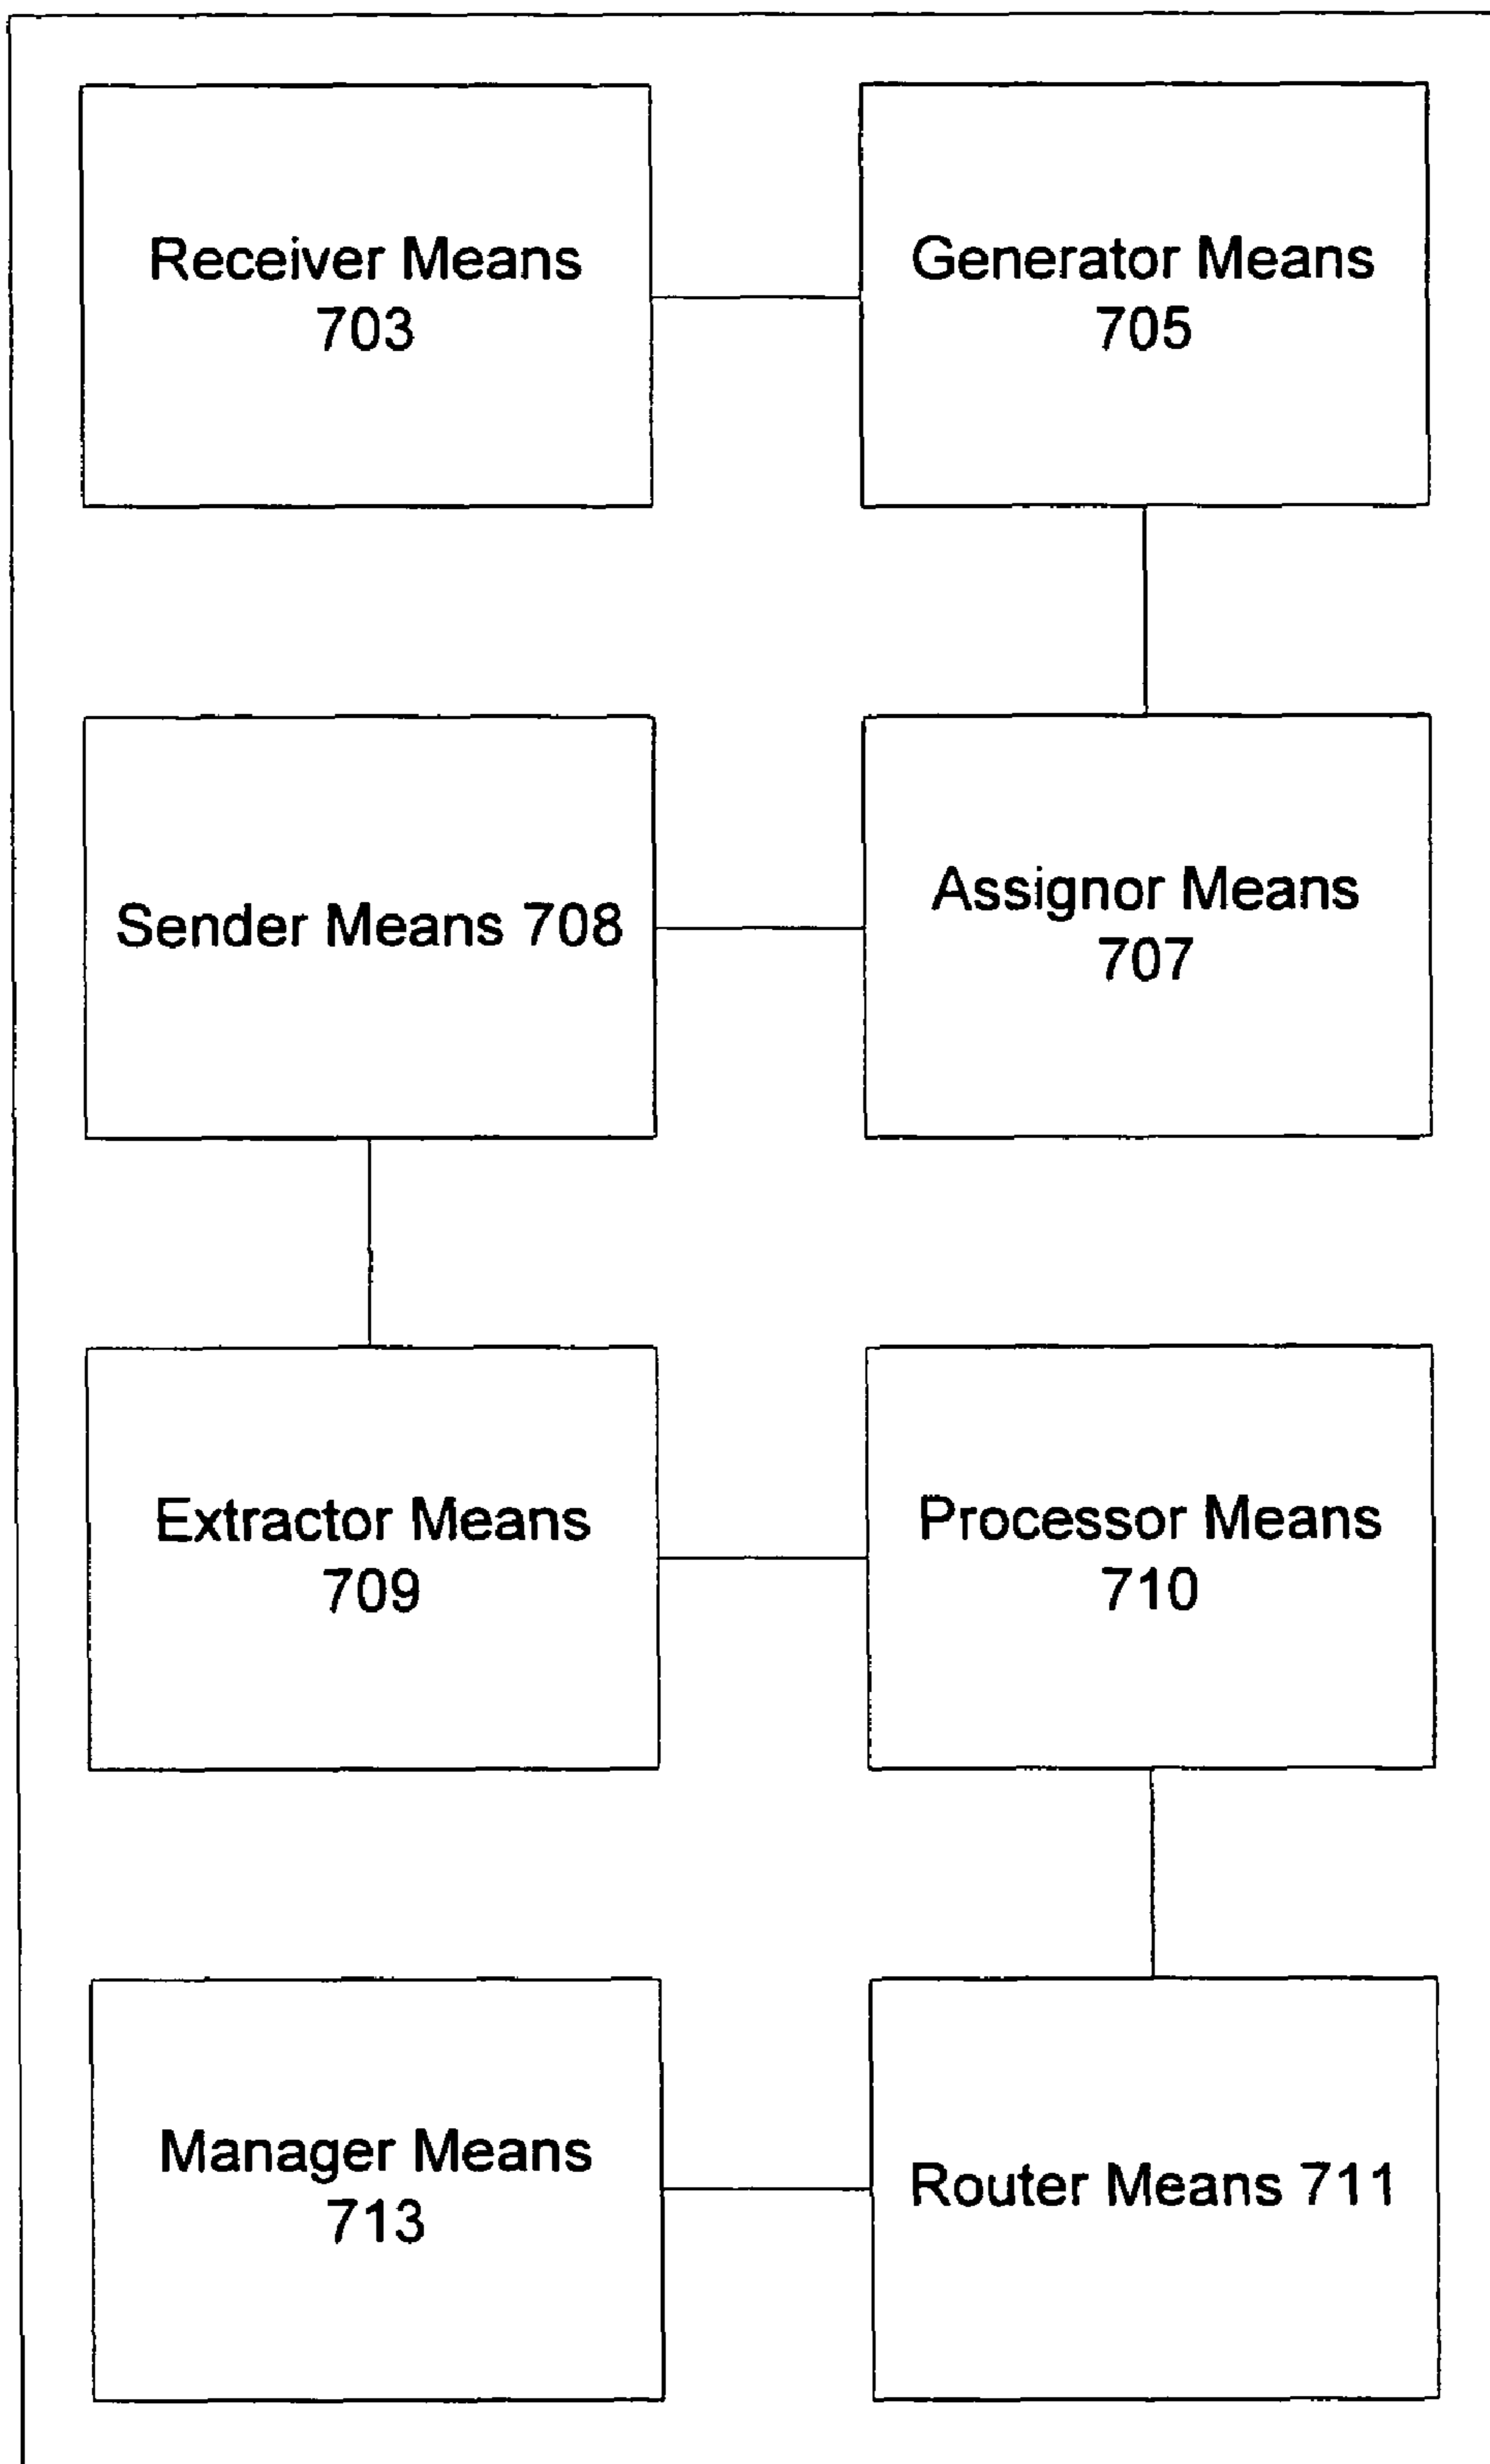 Receiver Means
703
Generator Means
705
Sender Means 708
Assignor Means
707
Extractor Means
709
Processor Means
710
Manager Means
713
Router Means 711